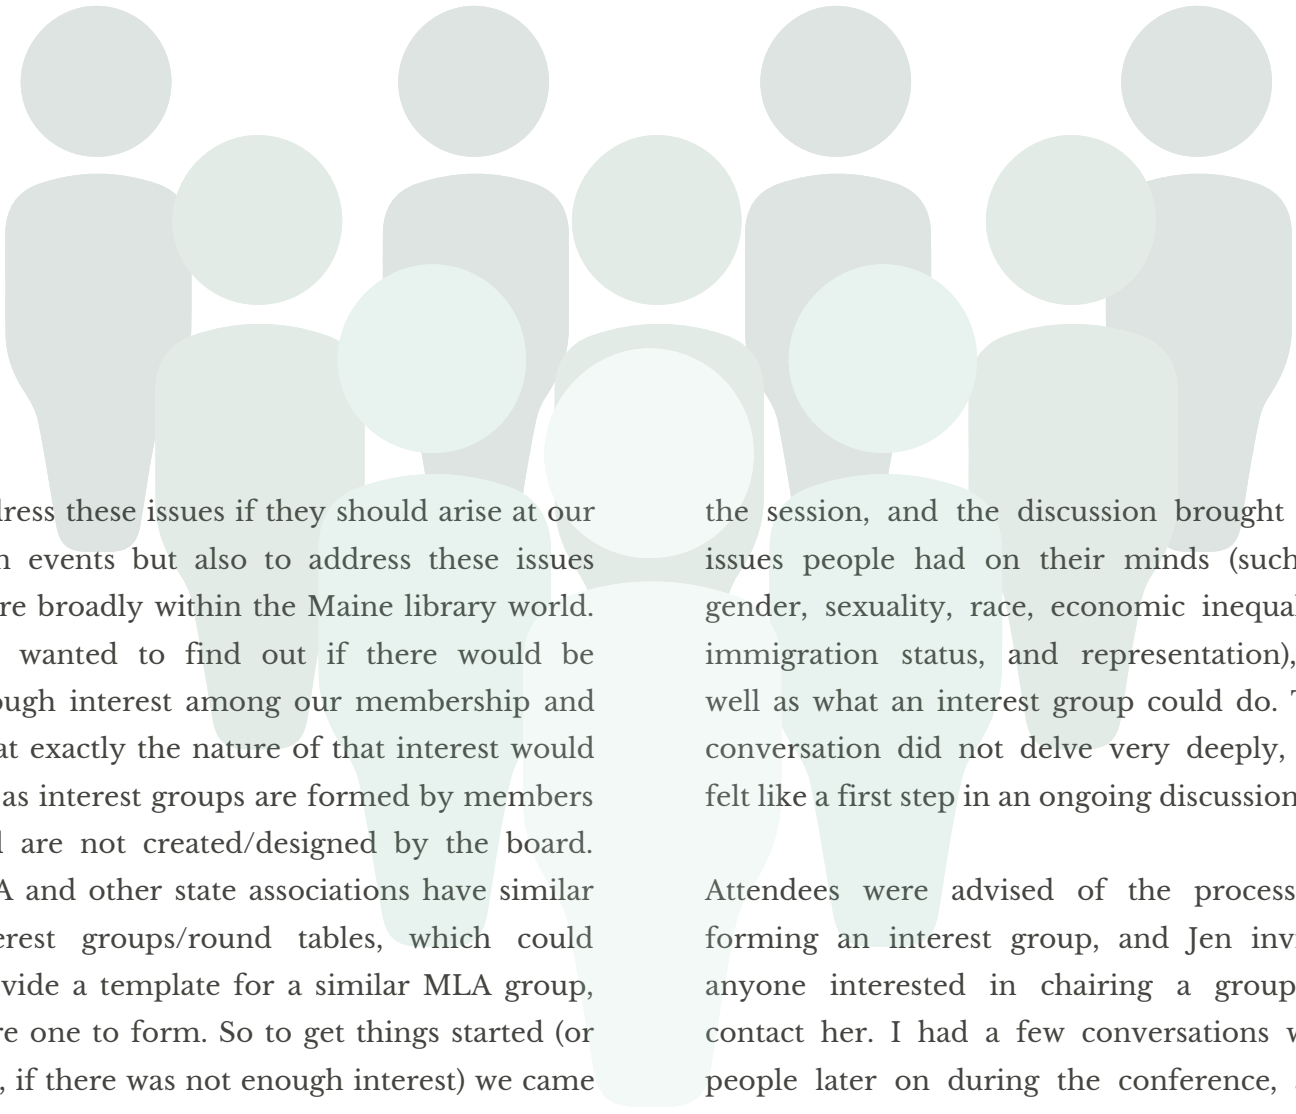 dress these issues if they should arise at our
n events but also to address these issues
re broadly within the Maine library world.
wanted to find out if there would be
ough interest among our membership and
at exactly the nature of that interest would
as interest groups are formed by members
d are not created/designed by the board.
A and other state associations have similar
erest groups/round tables, which could
vide a template for a similar MLA group,
re one to form. So to get things started (or
, if there was not enough interest) we came
the session, and the discussion brought
issues people had on their minds (such
gender, sexuality, race, economic inequal
immigration status, and representation),
well as what an interest group could do. T
conversation did not delve very deeply,
felt like a first step in an ongoing discussion
Attendees were advised of the process
forming an interest group, and Jen inv
anyone interested in chairing a group
contact her. I had a few conversations w
people later on during the conference,